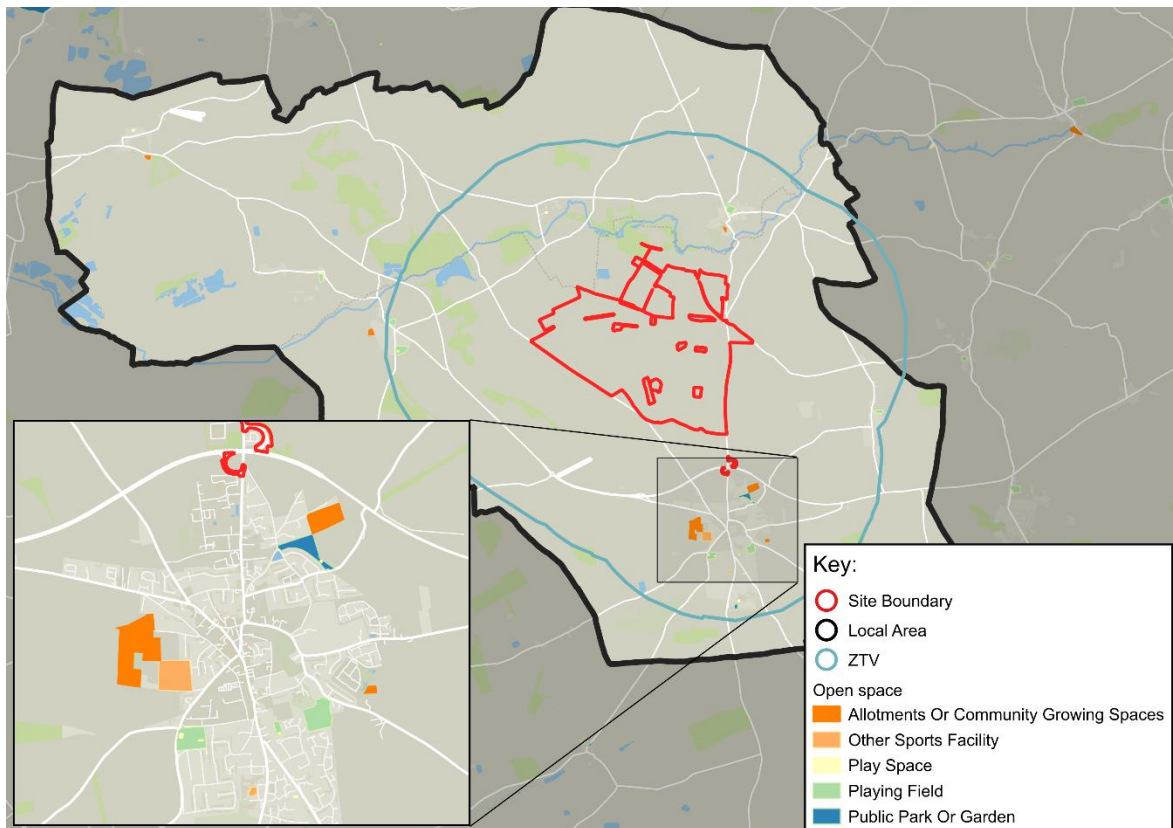 Key:
Site Boundary
Local Area
ZTV
Open space
Allotments Or Community Growing Spaces
Other Sports Facility
Play Space
Playing Field
Public Park Or Garden